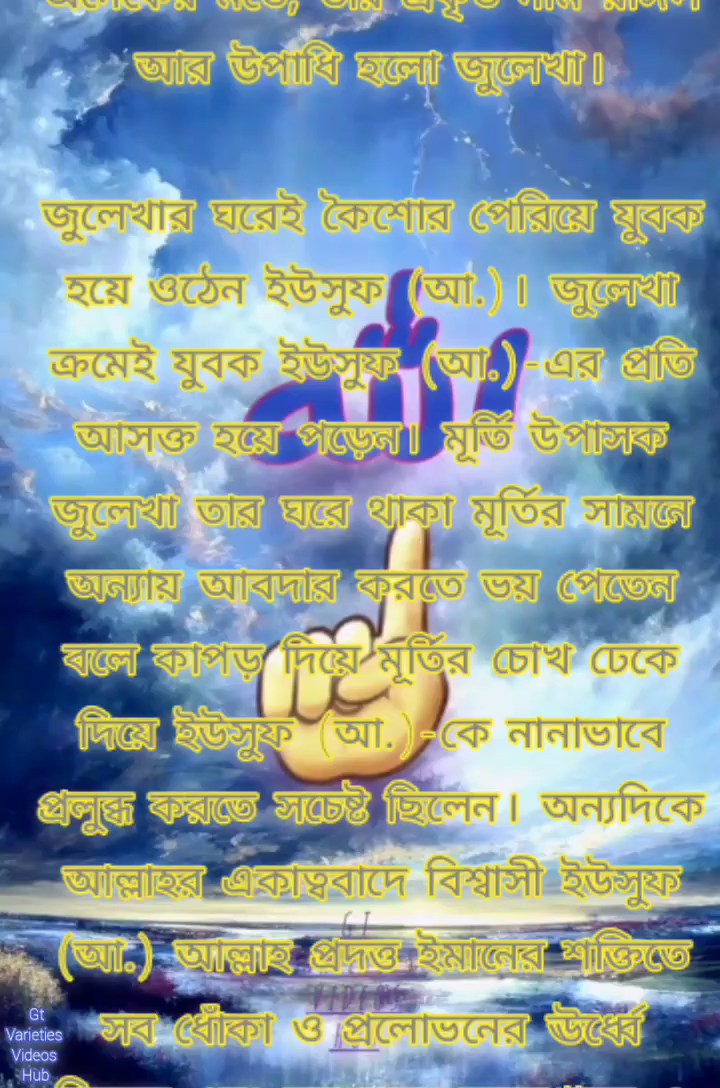 আর উপাধি হলো জুলেখা।
জুলেখার ঘরেই কৈশোর পেরিয়ে যুবক
হয়ে ওঠেন ইউসুফ (আ.)। জুলেখা
ক্রমেই যুবক ইউসুফ (আ.)-এর প্রতি
আসক্ত হয়ে পড়েন। মূর্তি উপাসক
জুলেখা তার ঘরে থাকা মূর্তির সামনে
অন্যায় আবদার করতে ভয় পেতেন
বলে কাপড় দিয়ে মূর্তির চোখ ঢেকে
দিয়ে ইউসুফ (আ.)-কে নানাভাবে
প্রলুব্ধ করতে সচেষ্ট ছিলেন। অন্যদিকে
আল্লাহর একাত্ববাদে বিশ্বাসী ইউসুফ
(আ.) আল্লাহ প্রদত্ত ইমানের শক্তিতে
সব ধোঁকা ও প্রলোভনের ঊর্ধ্বে
الله
Gt
Varieties
Videos
Hub